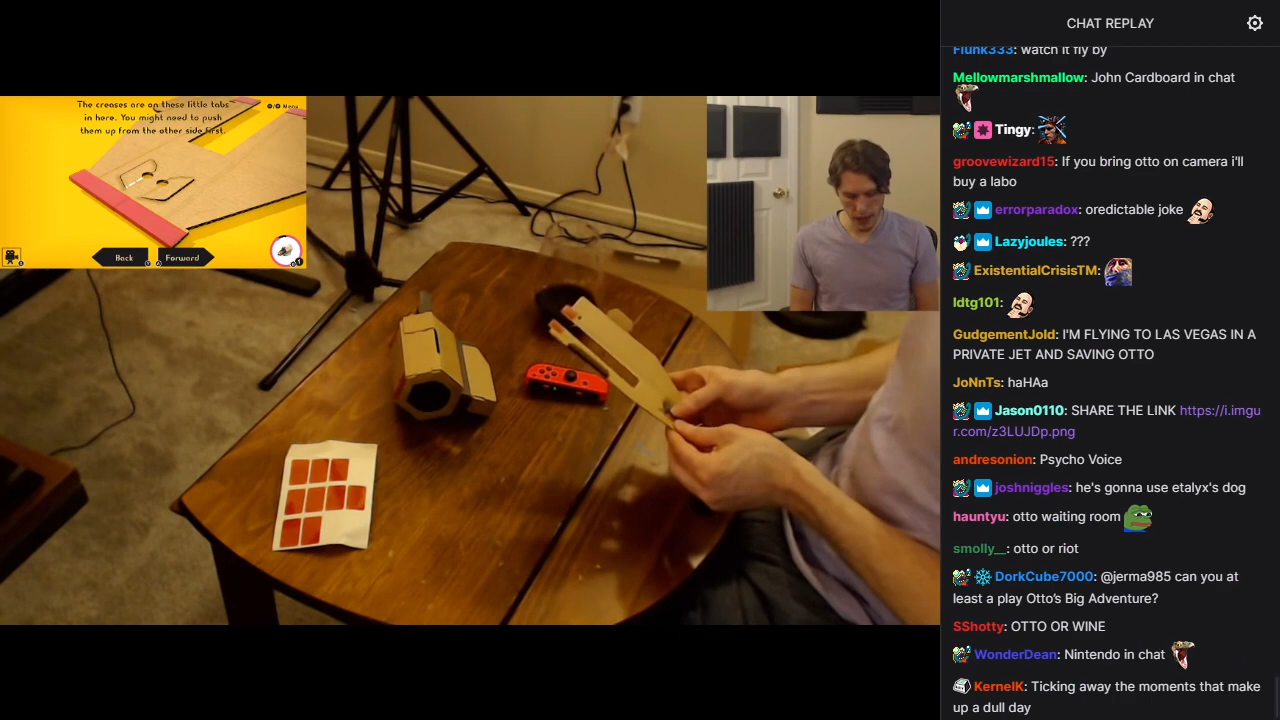 The creases are on these little tabs
in here. You might need to push
them up from the other side first.
Menu
Back
Forward
CHAT REPLAY
Flunk333: watch it fly by
Mellowmarshmallow: John Cardboard in chat
Tingy:
groovewizard15: If you bring otto on camera i'll
buy a labo
errorparadox: oredictable joke
Lazyjoules: ???
ExistentialCrisisTM:
ldtg101:
GudgementJold: I'M FLYING TO LAS VEGAS IN A
PRIVATE JET AND SAVING OTTO
JoNnTs: haHAa
Jason0110: SHARE THE LINK https://i.imgu
r.com/z3LUJDp.png
andresonion: Psycho Voice
joshniggles: he's gonna use etalyx's dog
hauntyu: otto waiting room
smolly__: otto or riot
DorkCube7000: @jerma985 can you at
least a play Otto's Big Adventure?
SShotty: OTTO OR WINE
WonderDean: Nintendo in chat
KernelK: Ticking away the moments that make
up a dull day